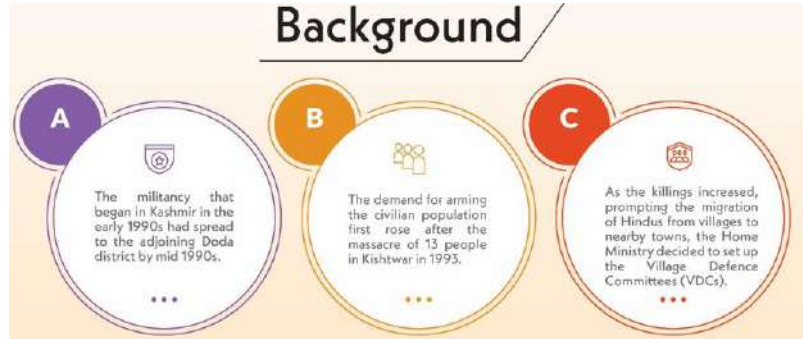 Background
A
The militancy that
began in Kashmir in the
early 1990s had spread
to the adjoining Doda
district by mid 1990s.
B
The demand for arming
the civilian population
first rose after the
massacre of 13 people
in Kishtwar in 1993.
C
As the killings increased,
prompting the migration
of Hindus from villages to
nearby towns, the Home
Ministry decided to set up
the Village Defence
Committees (VDCs).